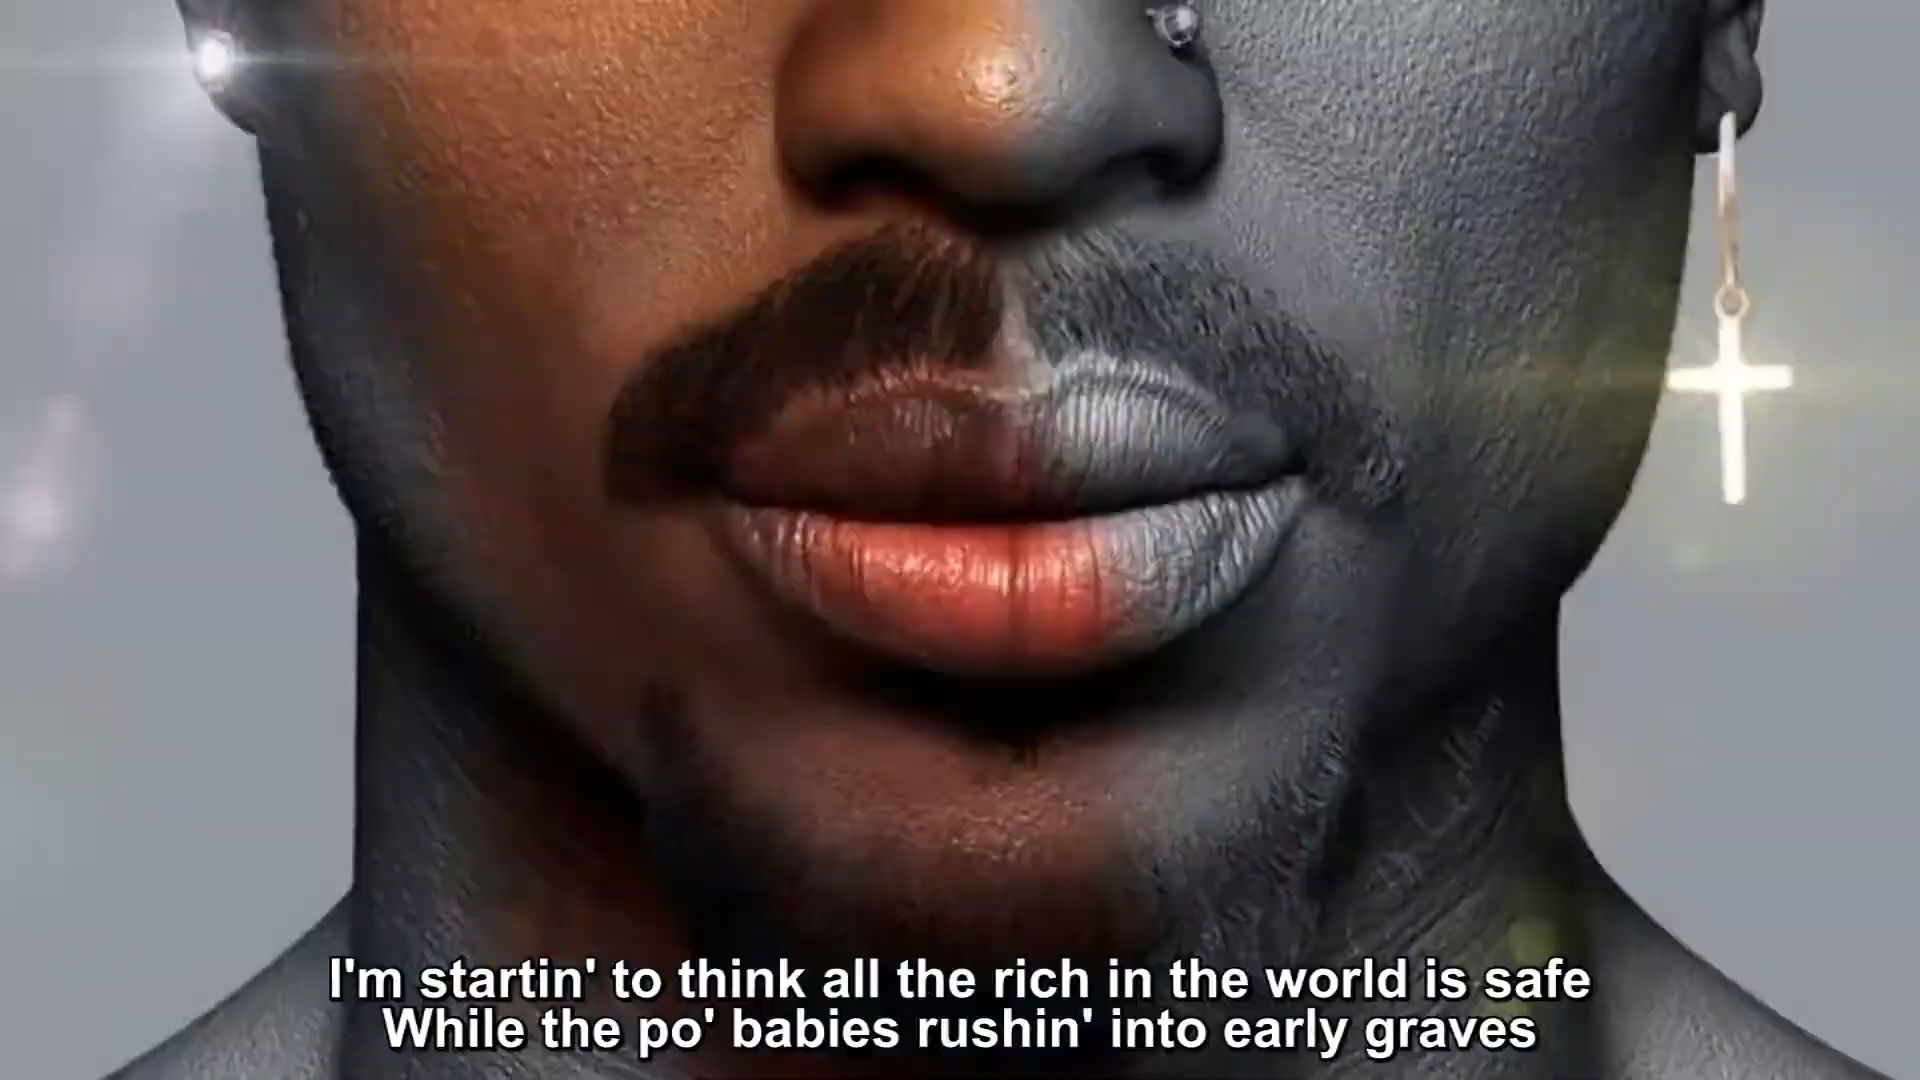 I'm startin' to think all the rich in the world is safe
While the po' babies rushin' into early graves